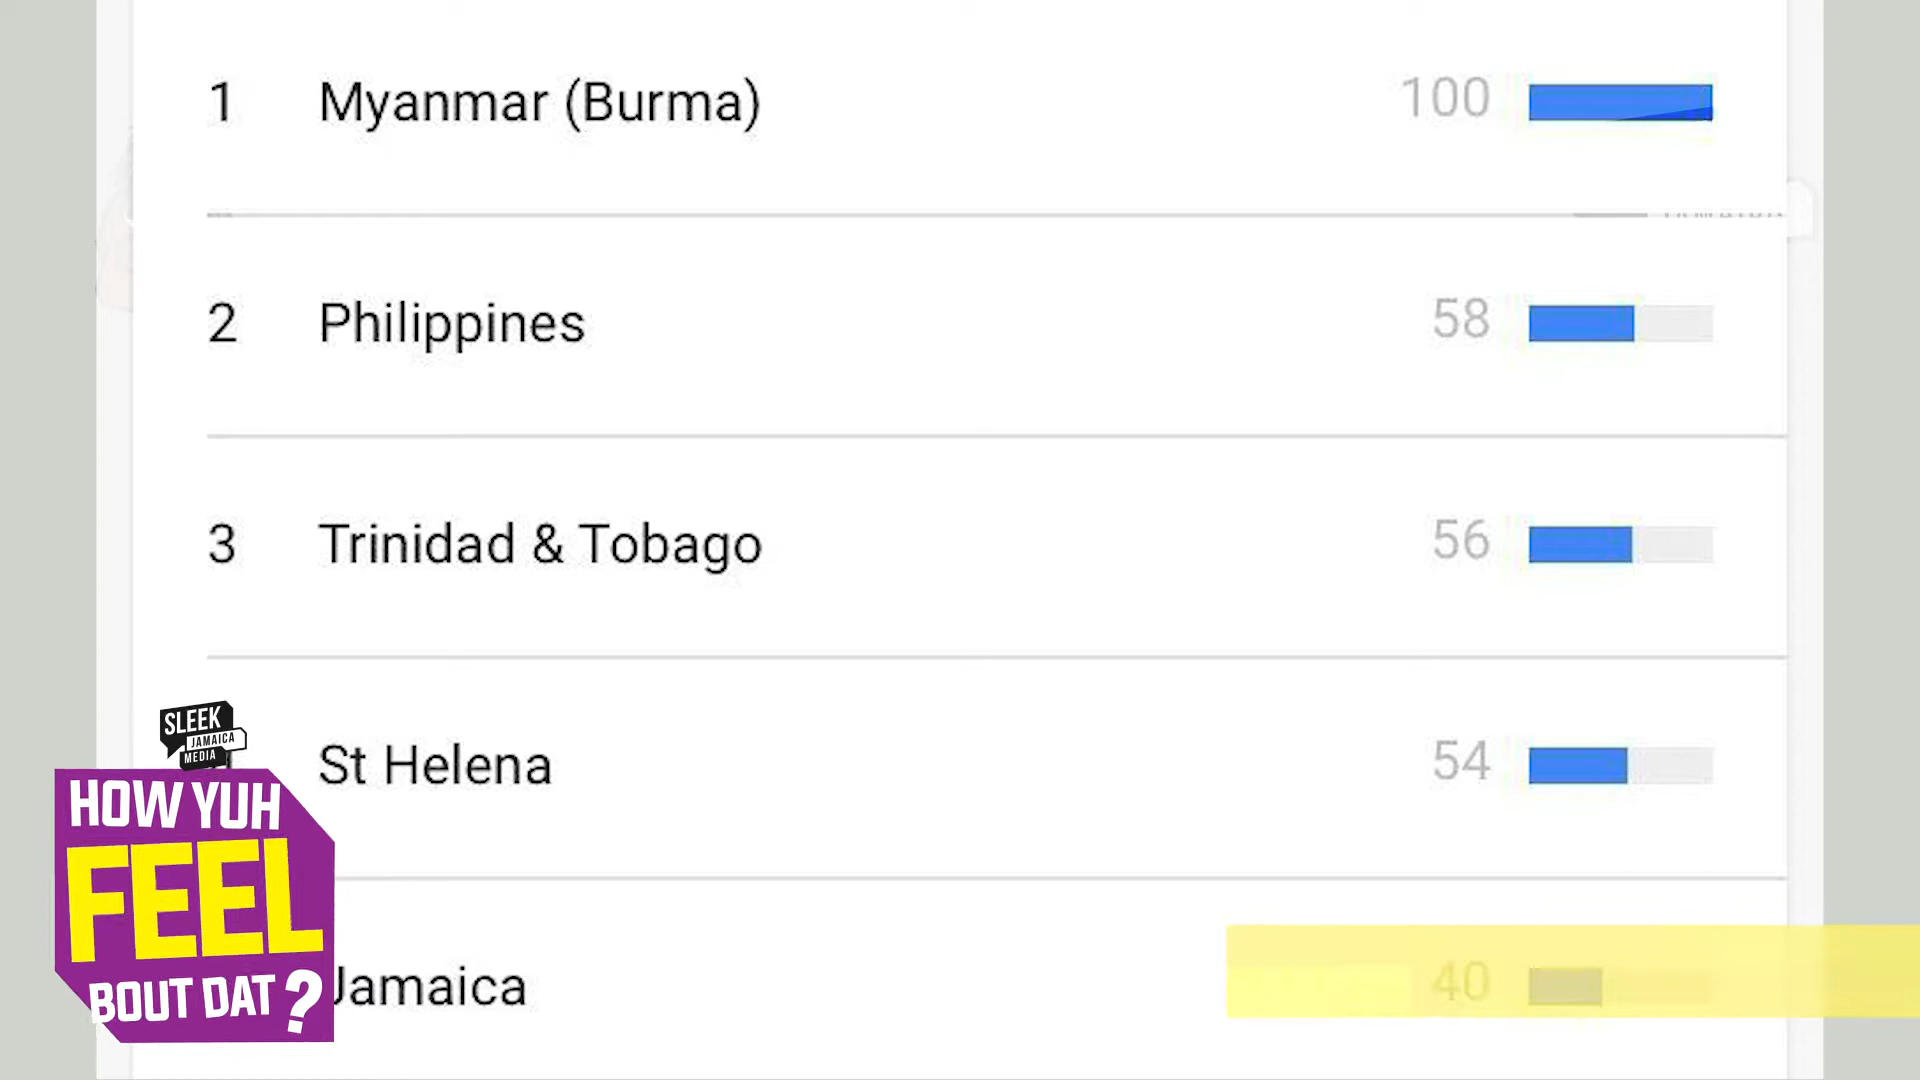 1 Myanmar (Burma) 100
2 Philippines 58
3 Trinidad & Tobago 56
St Helena 54
Jamaica 40
SLEEK
JAMAICA
MEDIA
HOW YUH
FEEL
BOUT DAT?